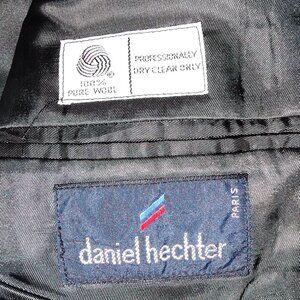 100%
PURE WOOL
PROFESSIONALLY
DRY CLEAN ONLY
daniel hechter
PARIS